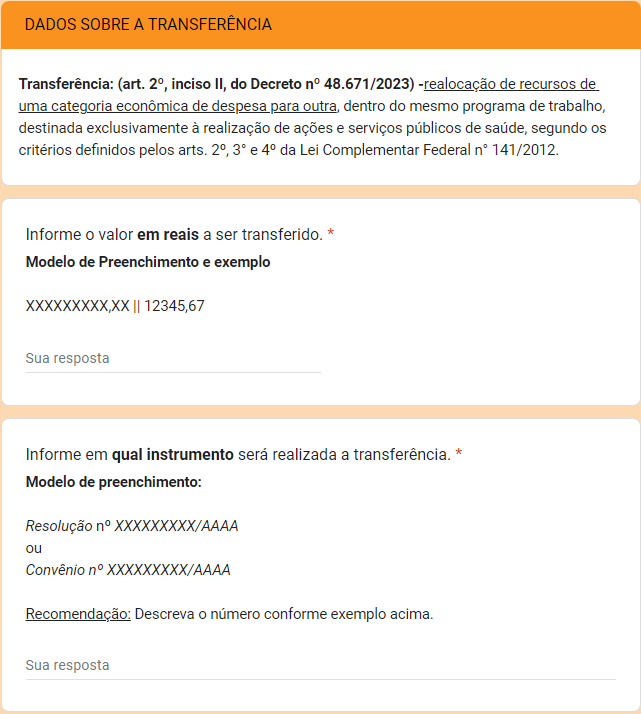 DADOS SOBRE A TRANSFERÊNCIA
Transferência: (art. 2º, inciso II, do Decreto nº 48.671/2023) -realocação de recursos de
uma categoria econômica de despesa para outra, dentro do mesmo programa de trabalho,
destinada exclusivamente à realização de ações e serviços públicos de saúde, segundo os
critérios definidos pelos arts. 2º, 3° e 4º da Lei Complementar Federal n° 141/2012.
Informe o valor em reais a ser transferido. *
Modelo de Preenchimento e exemplo
XXXXXXXXX,XX || 12345,67
Sua resposta
Informe em qual instrumento será realizada a transferência. *
Modelo de preenchimento:
Resolução nº XXXXXXXXX/AAAA
ou
Convênio nº XXXXXXXXX/AAAA
Recomendação: Descreva o número conforme exemplo acima.
Sua resposta